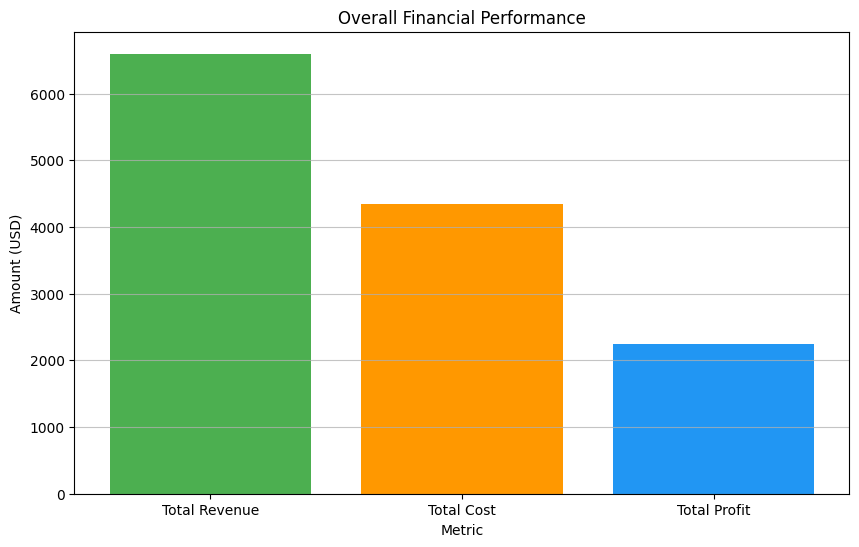 Overall Financial Performance
Amount (USD)
6000
5000
4000
3000
2000
1000
0
Total Revenue
Total Cost
Total Profit
Metric